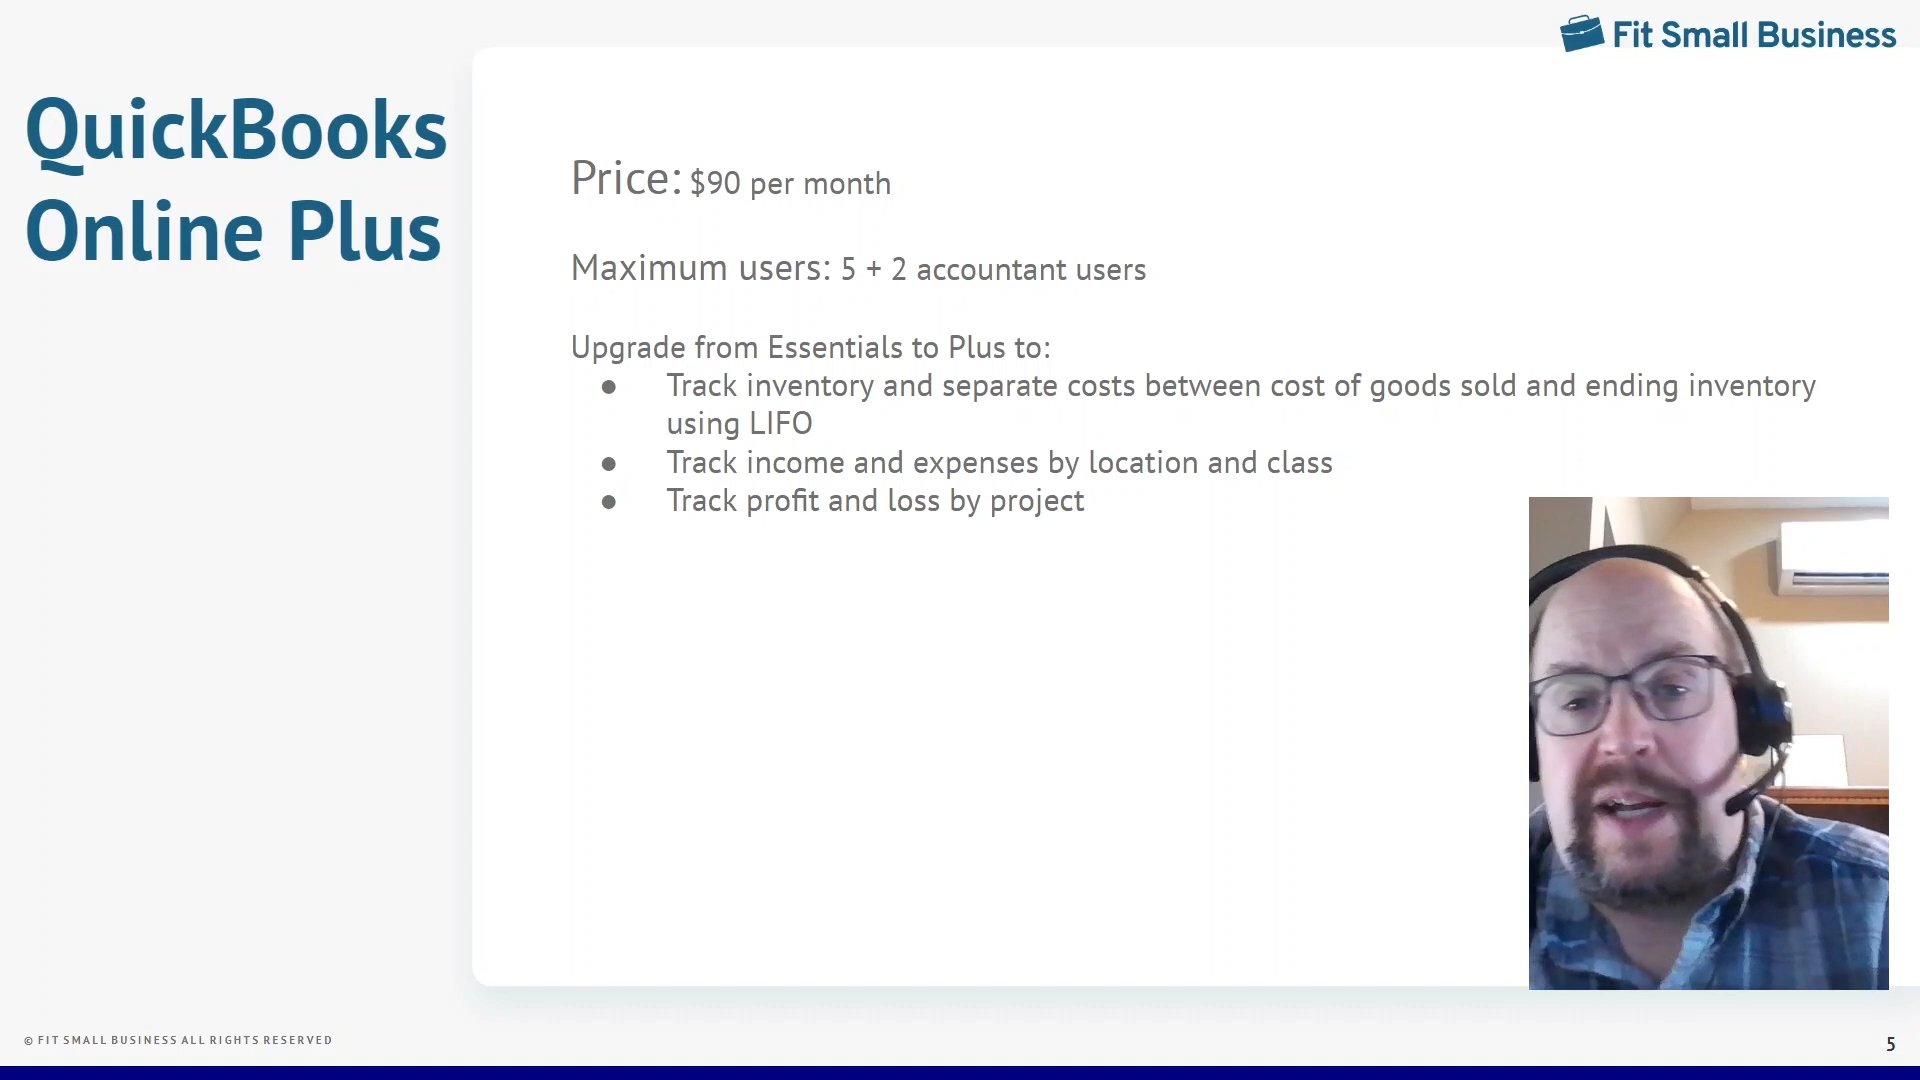 Fit Small Business
QuickBooks
Online Plus
Price: $90 per month
Maximum users: 5 + 2 accountant users
Upgrade from Essentials to Plus to:
● Track inventory and separate costs between cost of goods sold and ending inventory
using LIFO
● Track income and expenses by location and class
● Track profit and loss by project
© FIT SMALL BUSINESS ALL RIGHTS RESERVED
5